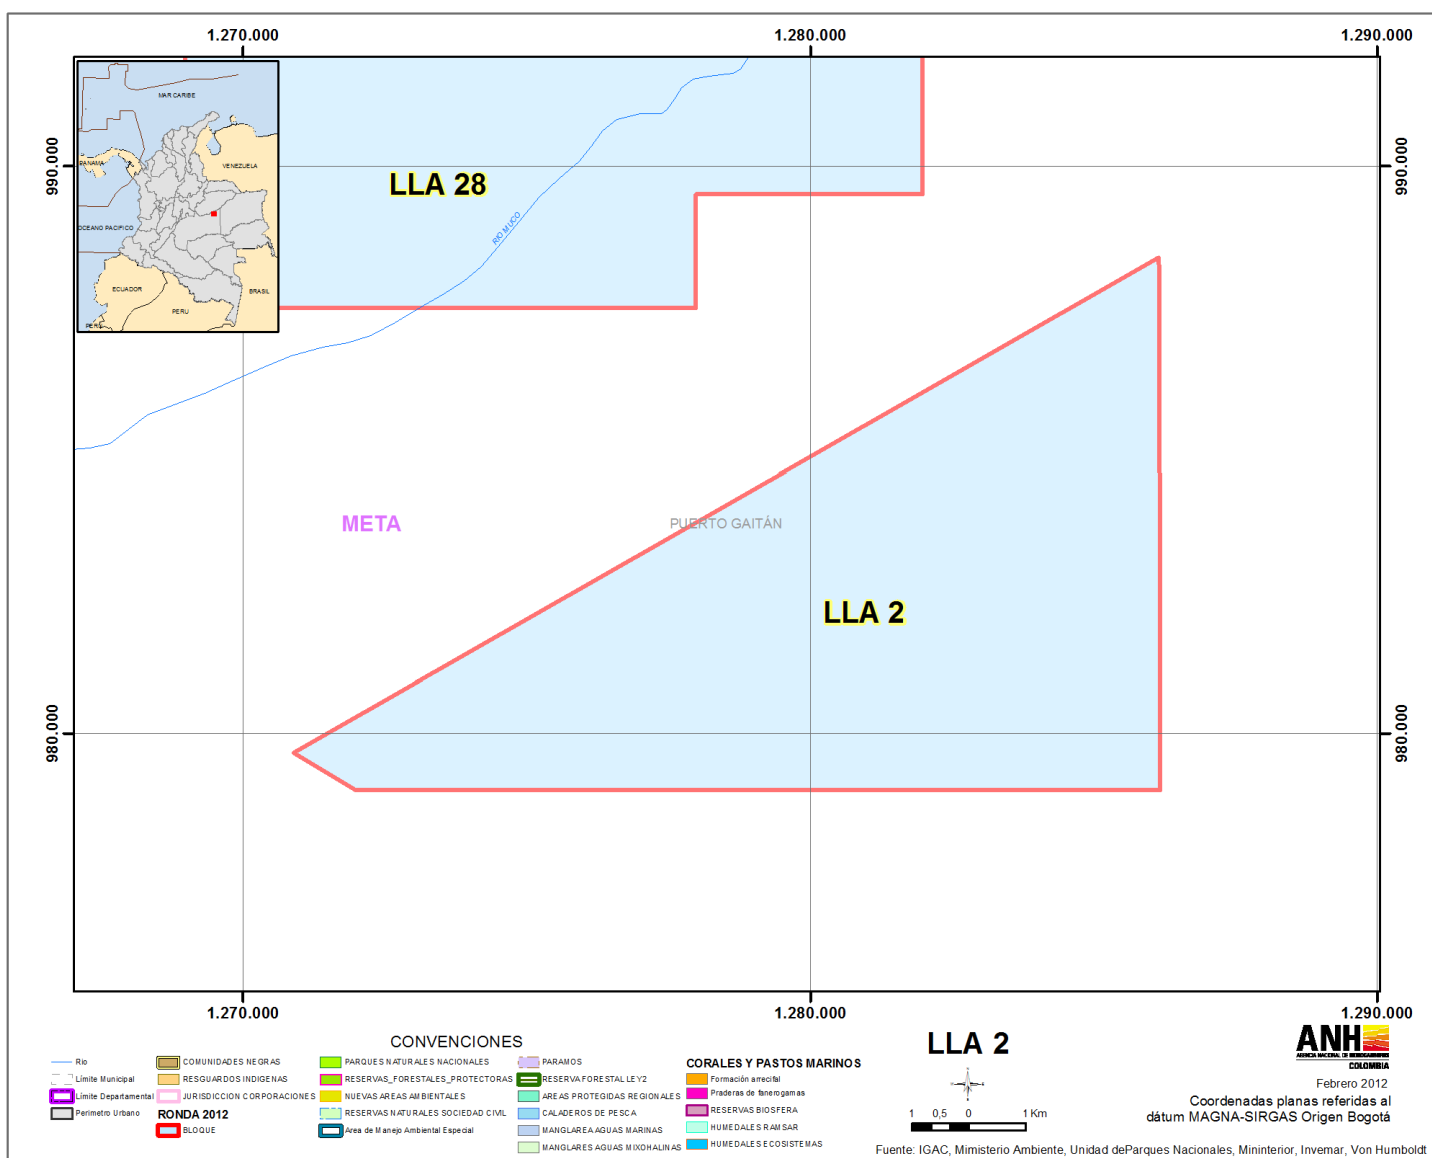 1.270.000 1.280.000 1.290.000
MAR CARIBE
PANAMA
VENEZUELA
OCEANO PACIFICO
ECUADOR
BRASIL
PERU
990.000 990.000
LLA 28
RIO MUCO
META
PUERTO GAITÁN
LLA 2
980.000 980.000
1.270.000 1.280.000 1.290.000
CONVENCIONES
Rio
Límite Municipal
Límite Departamental
Perimetro Urbano
COMUNIDADES NEGRAS
RESGUARDOS INDIGENAS
JURISDICCION CORPORACIONES
RONDA 2012
BLOQUE
PARQUES NATURALES NACIONALES
RESERVAS_FORESTALES_PROTECTORAS
NUEVAS AREAS AMBIENTALES
RESERVAS NATURALES SOCIEDAD CIVIL
Area de Manejo Ambiental Especial
PARAMOS
RESERVA FORESTAL LEY2
AREAS PROTEGIDAS REGIONALES
CALADEROS DE PESCA
MANGLAREA AGUAS MARINAS
MANGLARES AGUAS MIXOHALINAS
CORALES Y PASTOS MARINOS
Formación arrecifal
Praderas de fanerogamas
RESERVAS BIOSFERA
HUMEDALES RAMSAR
HUMEDALES ECOSISTEMAS
LLA 2
1 0,5 0 1 Km
ANH
AGENCIA NACIONAL DE HIDROCARBUROS
COLOMBIA
Febrero 2012
Coordenadas planas referidas al
dátum MAGNA-SIRGAS Origen Bogotá
Fuente: IGAC, Mimisterio Ambiente, Unidad deParques Nacionales, Mininterior, Invemar, Von Humboldt